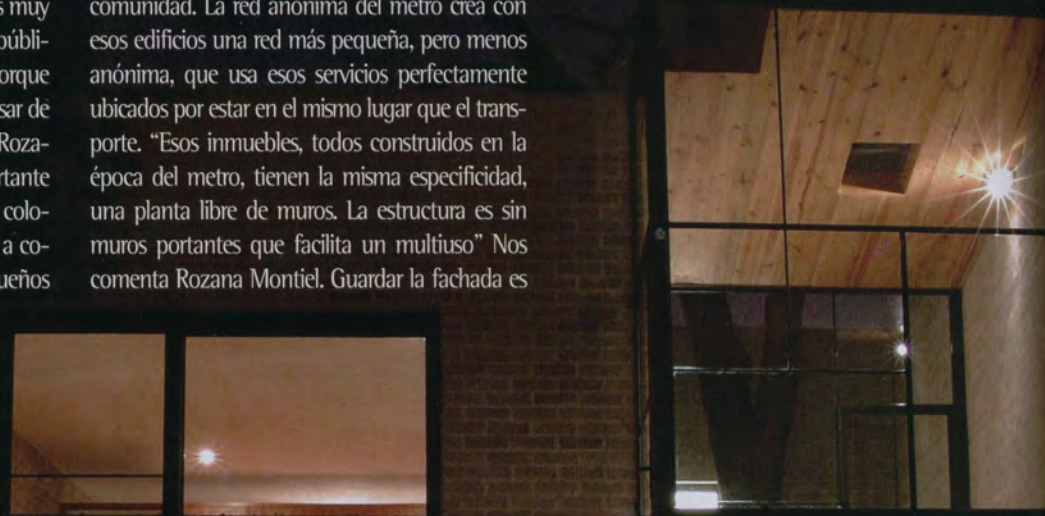 s muy
públi-
orque
sar de
Roza-
rtante
colo-
a co-
ueños
comunidad. La red anónima del metro crea con
esos edificios una red más pequeña, pero menos
anónima, que usa esos servicios perfectamente
ubicados por estar en el mismo lugar que el trans-
porte. “Esos inmuebles, todos construidos en la
época del metro, tienen la misma especificidad,
una planta libre de muros. La estructura es sin
muros portantes que facilita un multiuso” Nos
comenta Rozana Montiel. Guardar la fachada es